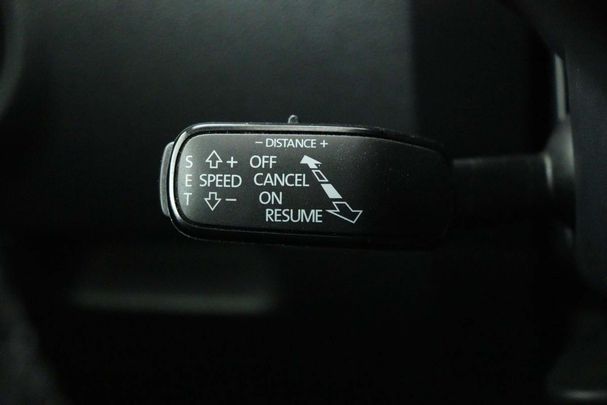 - DISTANCE +
S + OFF
E SPEED CANCEL
T - ON
RESUME